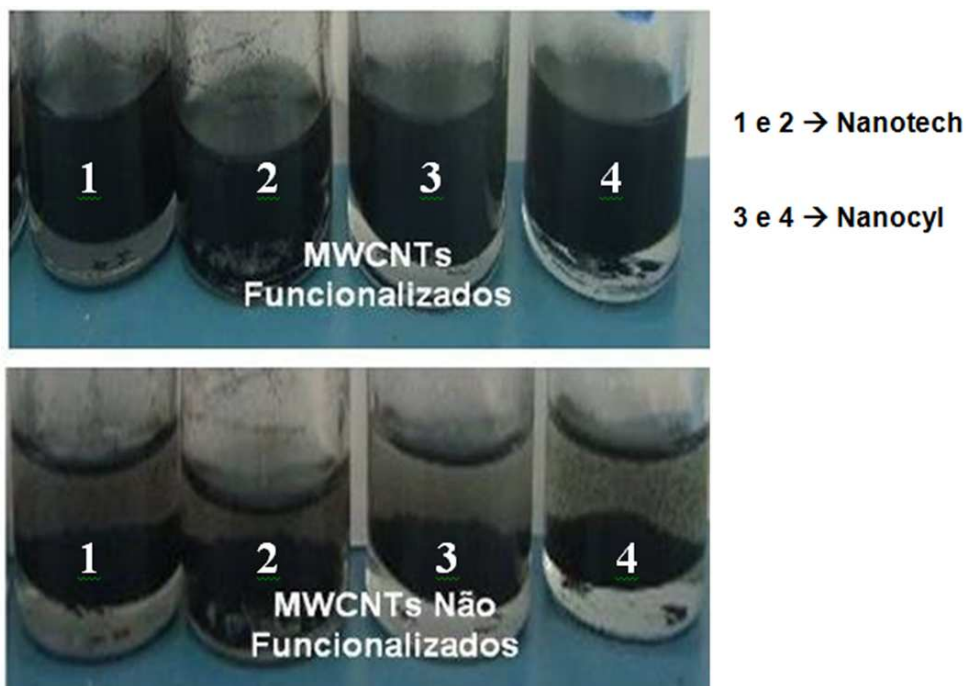 1 e 2 → Nanotech
3 e 4 → Nanocyl
1 2 3 4
MWCNTs
Funcionalizados
1 2 3 4
MWCNTs Não
Funcionalizados